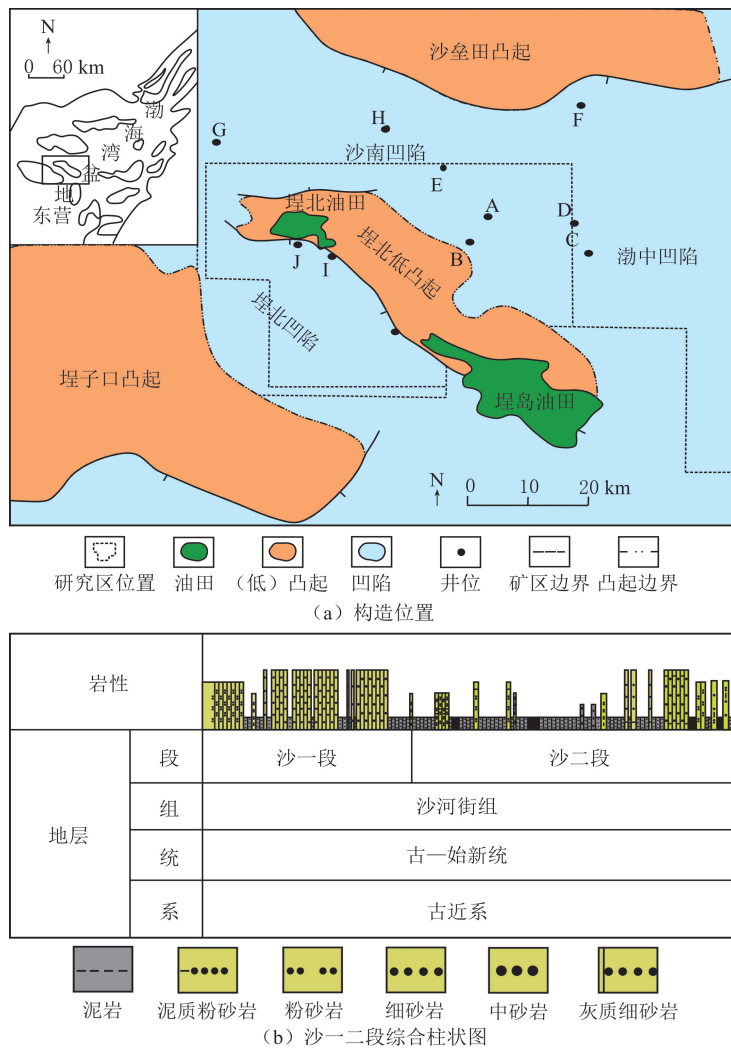 N
0 60 km
渤
海
湾
盆
地
东营
沙垒田凸起
F
H
G
沙南凹陷
E
埕北油田
A
D
C
B
渤中凹陷
埕北低凸起
J
I
埕北凹陷
埕子口凸起
埕岛油田
N
0 10 20 km
研究区位置 油田 （低）凸起 凹陷 井位 矿区边界 凸起边界
（a）构造位置
岩性
地层
段 沙一段 沙二段
组 沙河街组
统 古—始新统
系 古近系
泥岩 泥质粉砂岩 粉砂岩 细砂岩 中砂岩 灰质细砂岩
（b）沙一二段综合柱状图